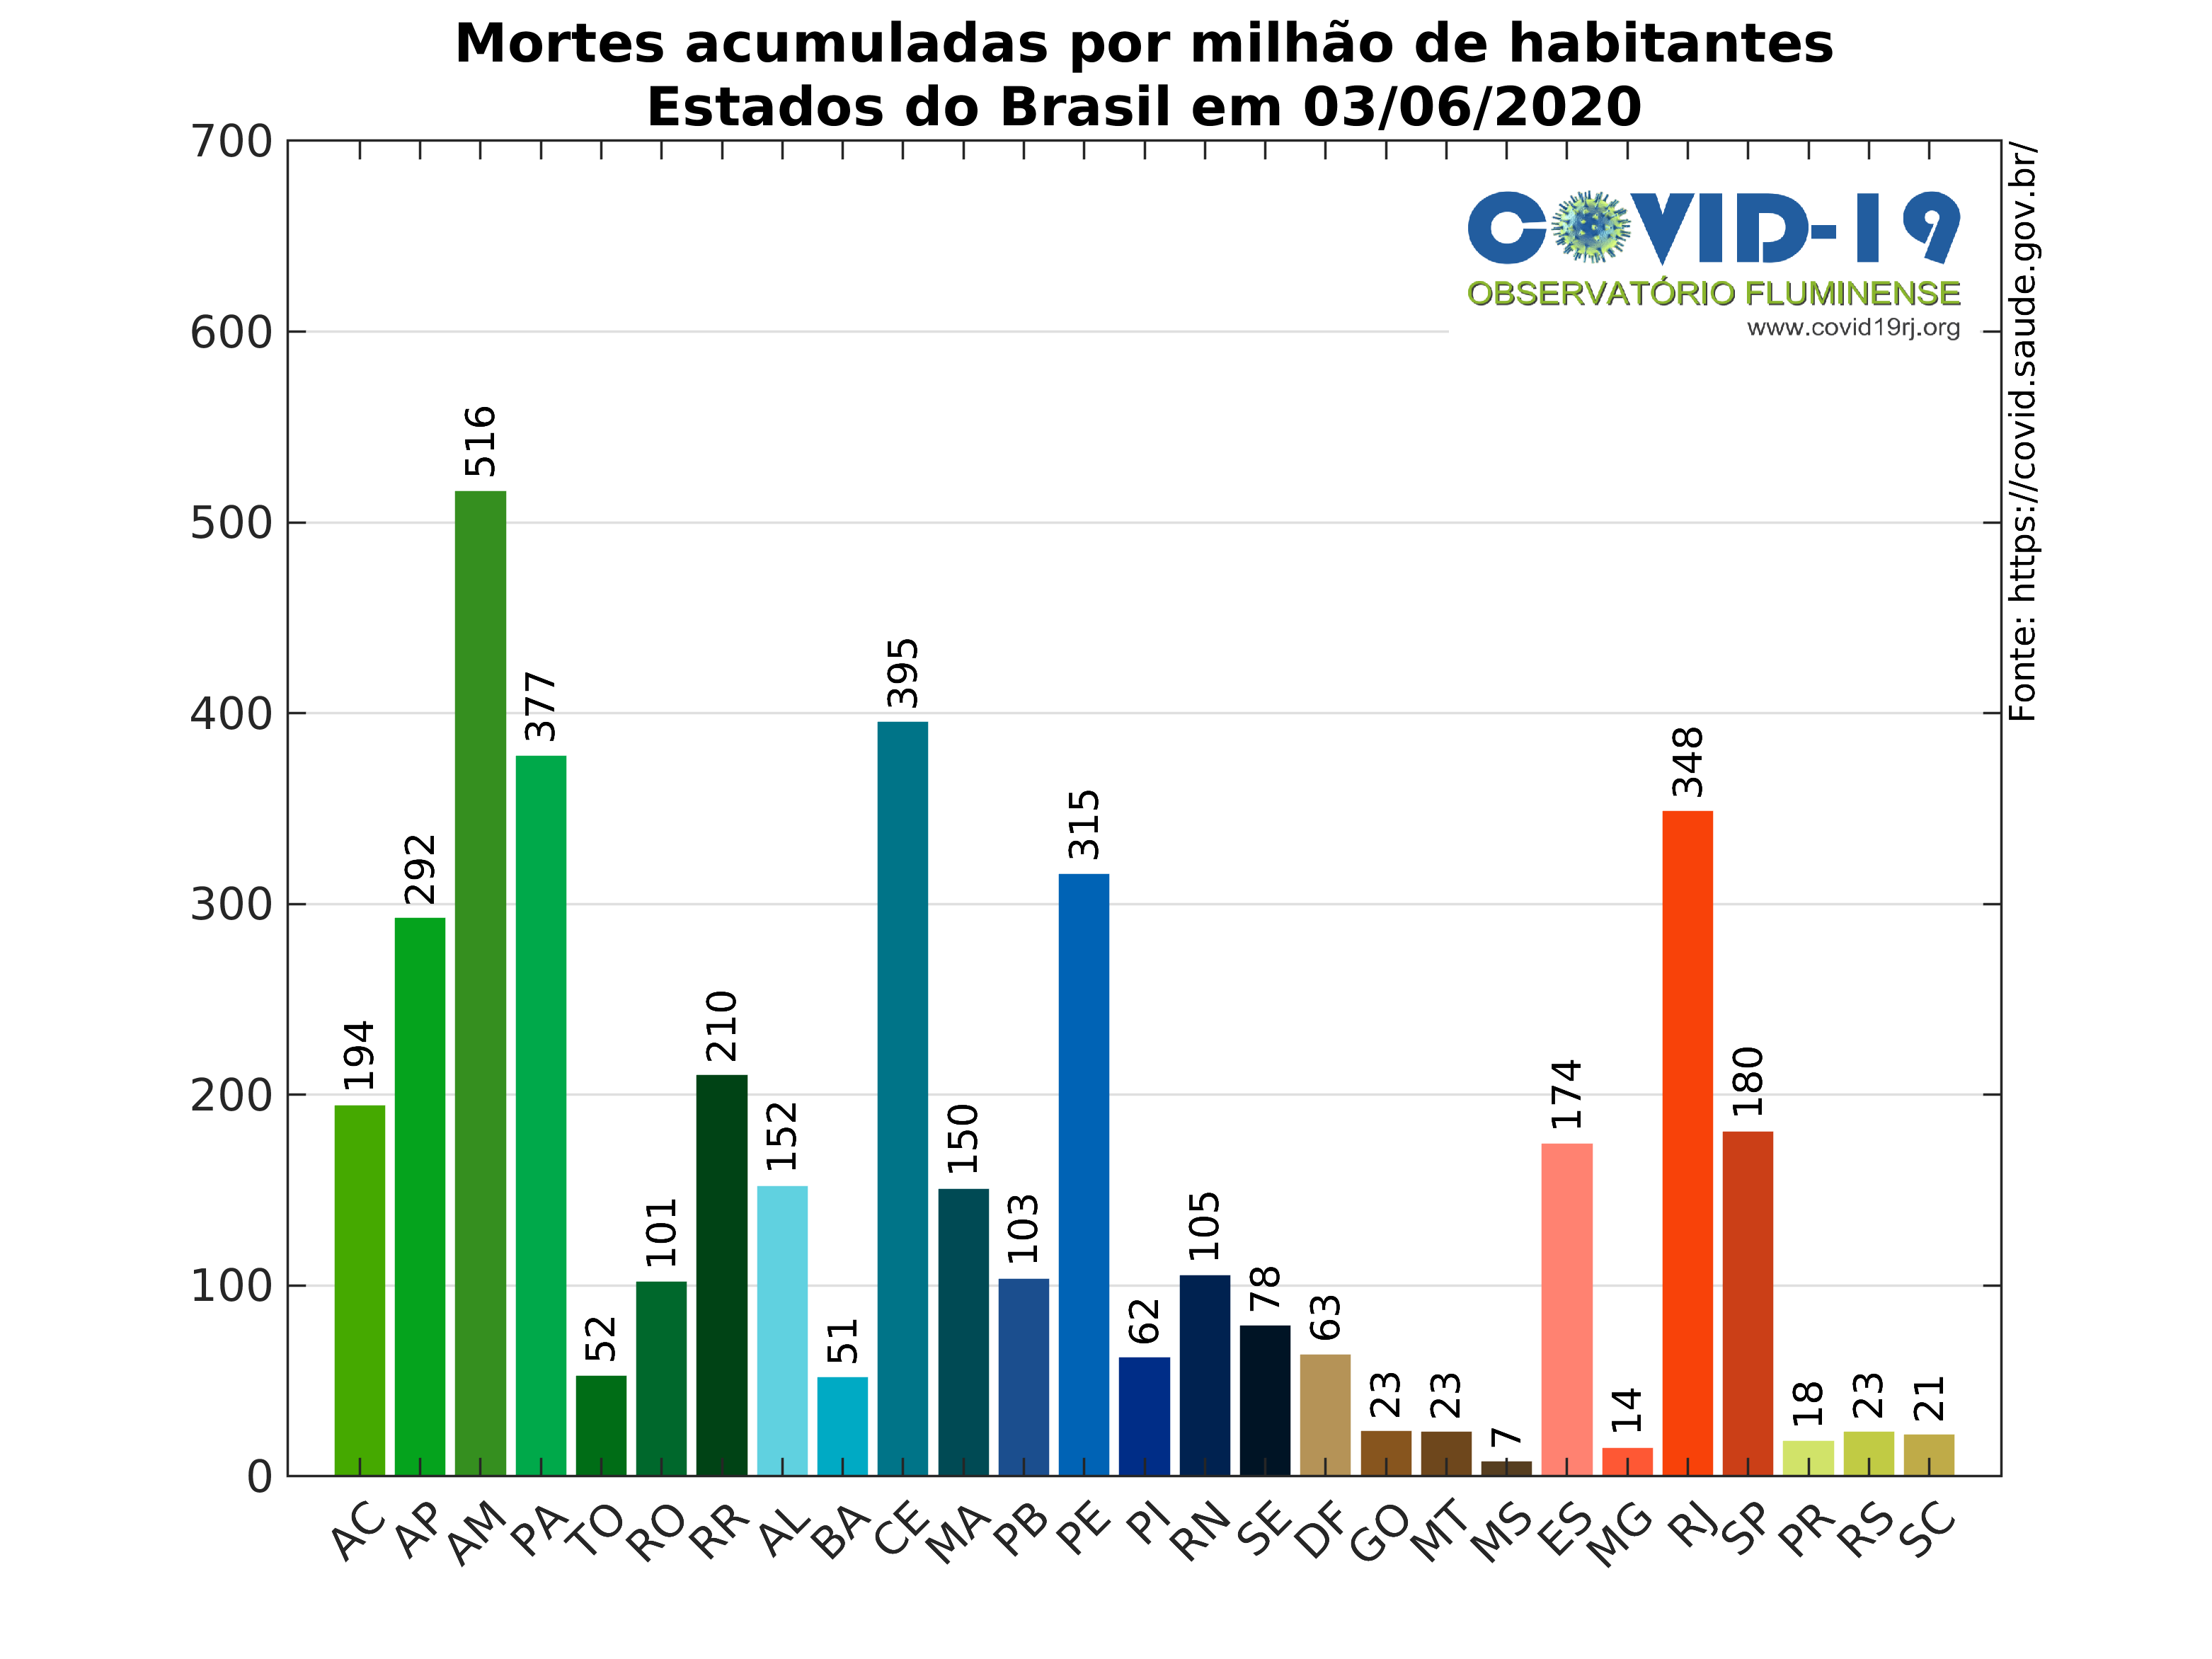 Mortes acumuladas por milhão de habitantes
Estados do Brasil em 03/06/2020
COVID-19
OBSERVATÓRIO FLUMINENSE
www.covid19rj.org
Fonte: https://covid.saude.gov.br/
700
600
500
400
300
200
100
0
194
292
516
377
52
101
210
152
51
395
150
103
315
62
105
78
63
23
23
7
174
14
348
180
18
23
21
AC
AP
AM
PA
TO
RO
RR
AL
BA
CE
MA
PB
PE
PI
RN
SE
DF
GO
MT
MS
ES
MG
RJ
SP
PR
RS
SC